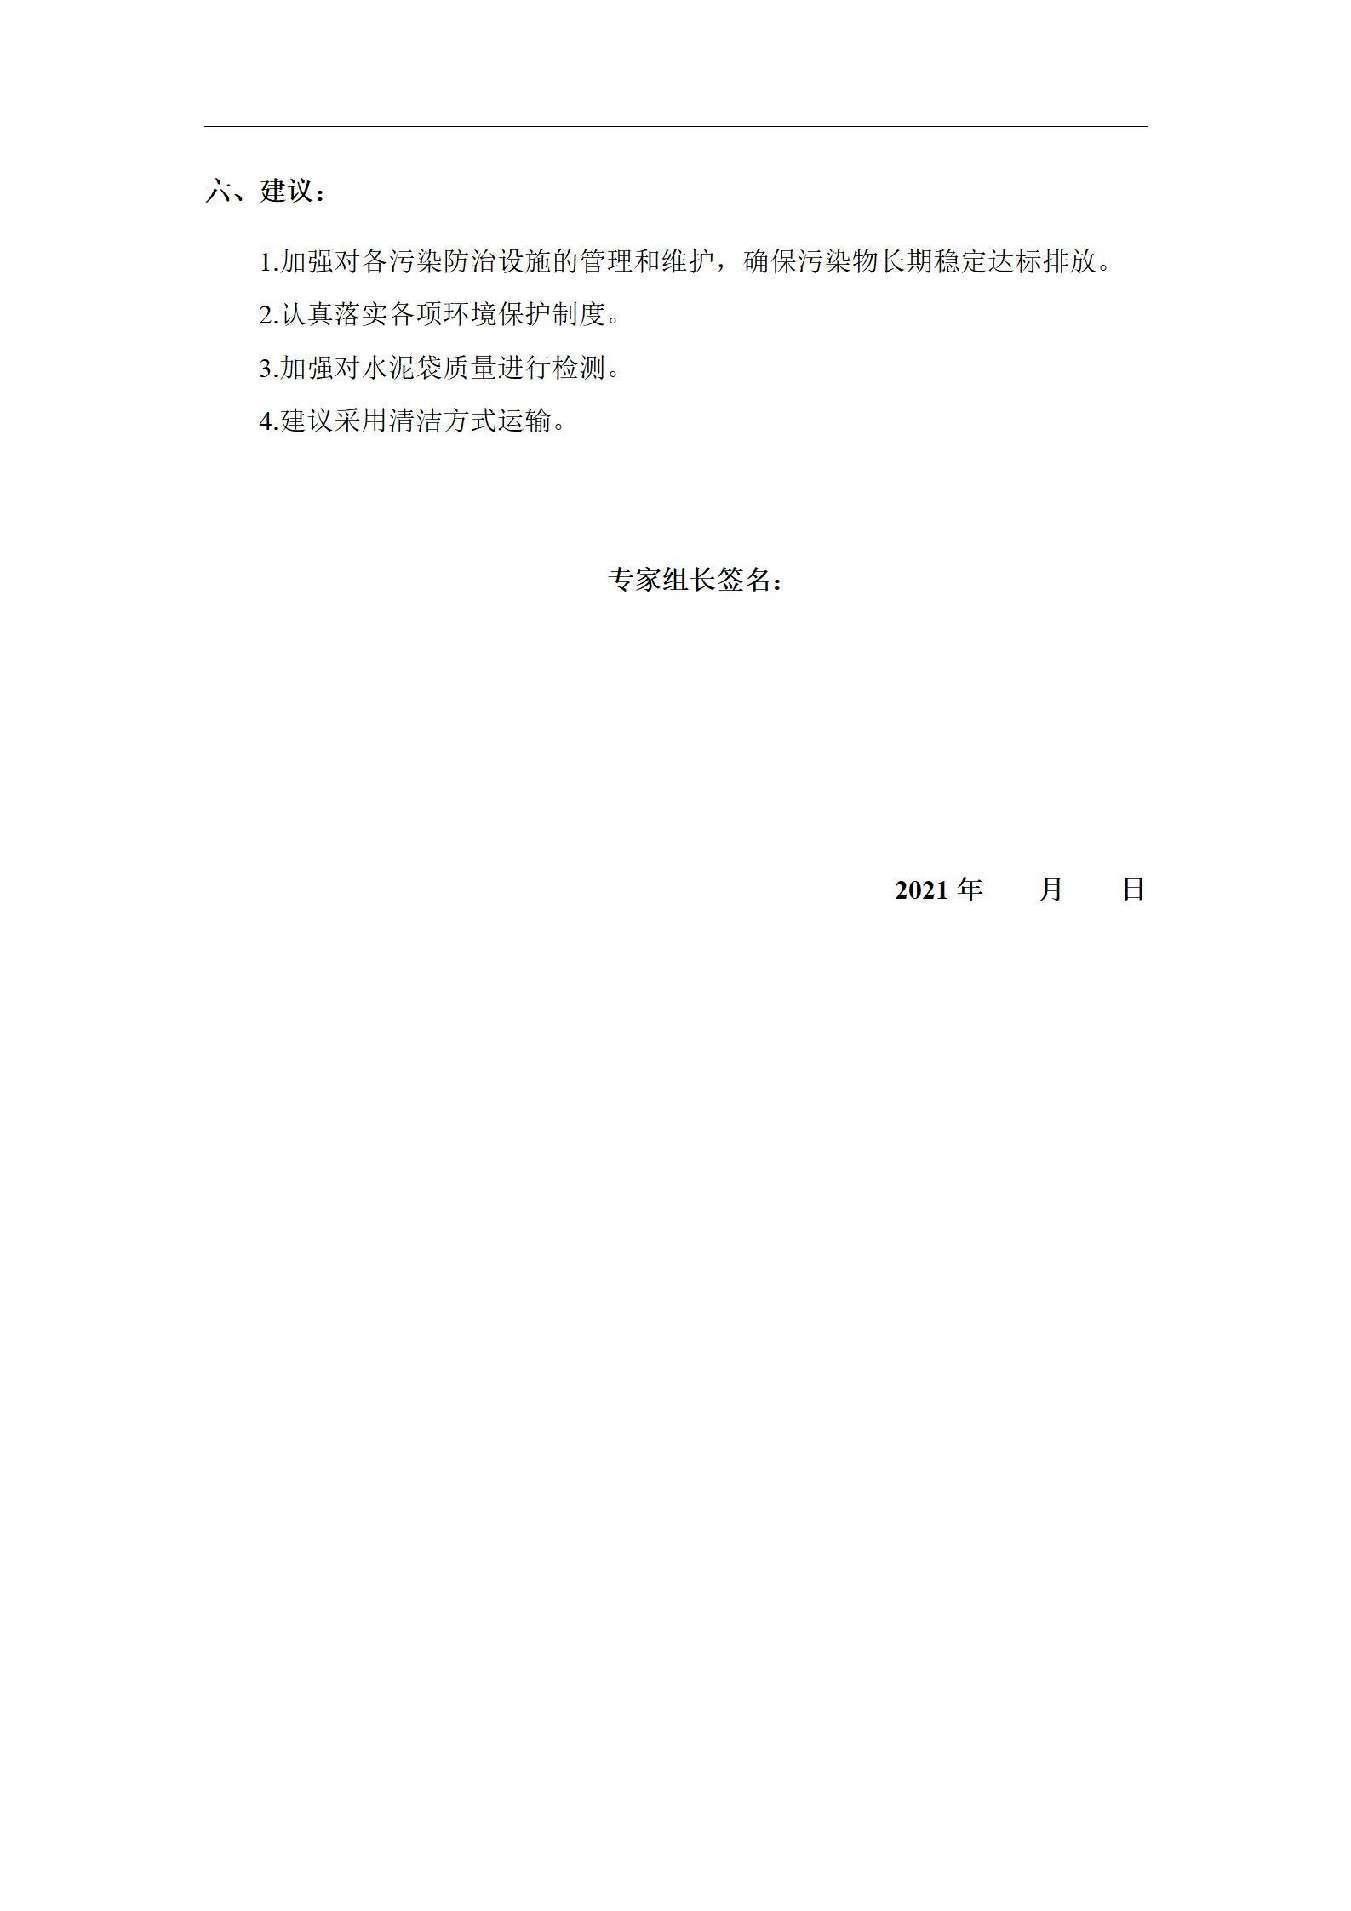 六、建议：
1.加强对各污染防治设施的管理和维护，确保污染物长期稳定达标排放。
2.认真落实各项环境保护制度。
3.加强对水泥袋质量进行检测。
4.建议采用清洁方式运输。
专家组长签名：
2021 年 月 日